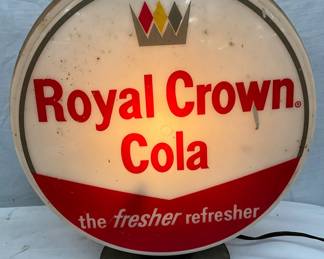 Royal Crown®
Cola
the fresher refresher